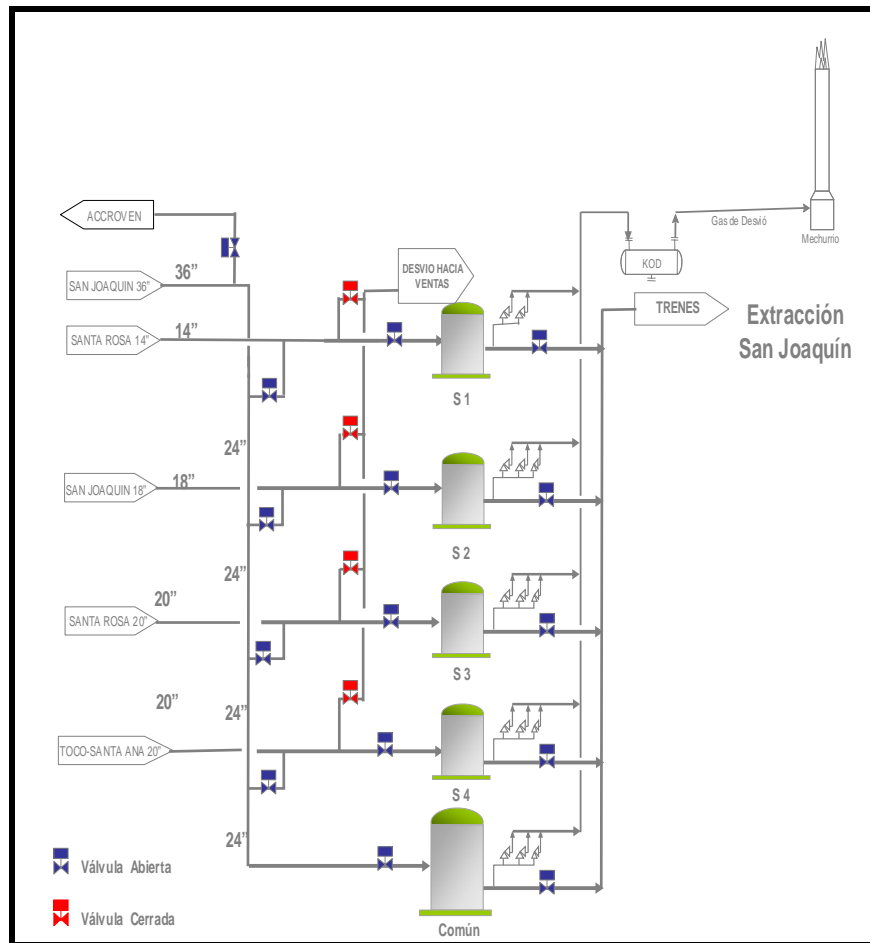 ACCROVEN
SAN JOAQUIN 36"
36"
SANTA ROSA 14"
14"
DESVIO HACIA
VENTAS
KOD
Gas de Desvió
Mechurrio
TRENES
Extracción
San Joaquín
S 1
24"
SAN JOAQUIN 18"
18"
S 2
24"
SANTA ROSA 20"
20"
S 3
20"
24"
TOCO-SANTA ANA 20"
S 4
24"
Común
Válvula Abierta
Válvula Cerrada